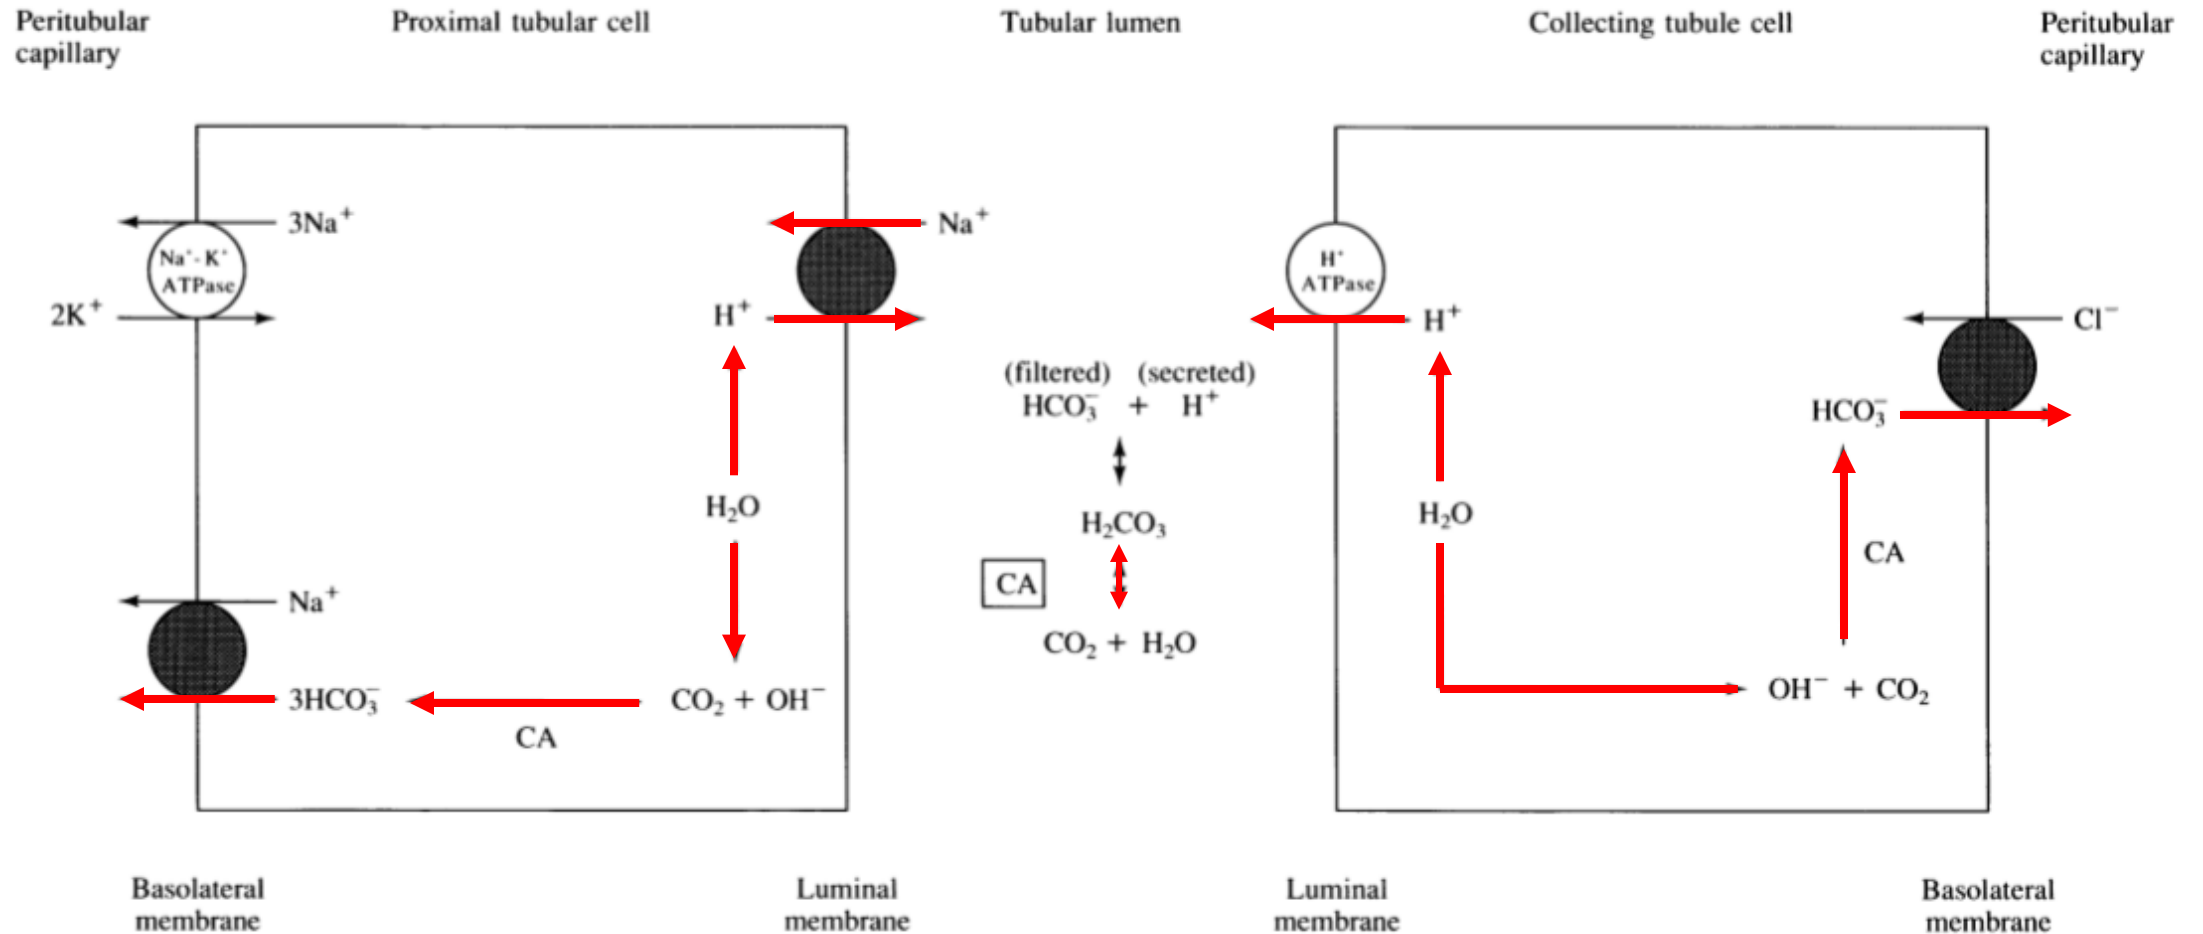 Peritubular
capillary
Proximal tubular cell
Tubular lumen
Collecting tubule cell
Peritubular
capillary
3Na⁺
Na⁺-K⁺
ATPase
2K⁺
Na⁺
H⁺
H₂O
CO₂ + OH⁻
CA
3HCO₃⁻
Na⁺
(filtered) (secreted)
HCO₃⁻ + H⁺
H₂CO₃
CA
CO₂ + H₂O
H⁺
ATPase
H⁺
H₂O
OH⁻ + CO₂
CA
HCO₃⁻
Cl⁻
Basolateral
membrane
Luminal
membrane
Luminal
membrane
Basolateral
membrane